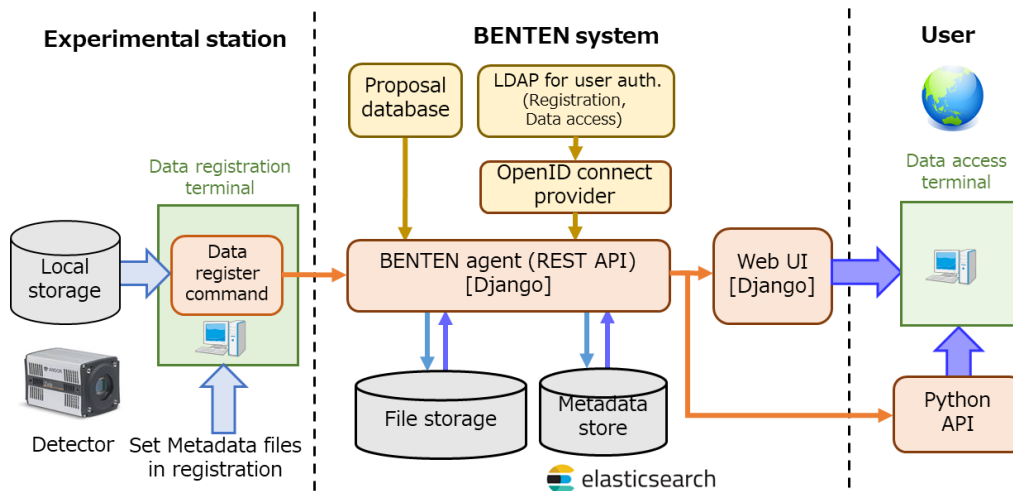 Experimental station
BENTEN system
User
Proposal
database
LDAP for user auth.
(Registration,
Data access)
OpenID connect
provider
Data registration
terminal
Data access
terminal
Local
storage
Data
register
command
BENTEN agent (REST API)
[Django]
Web UI
[Django]
File storage
Metadata
store
Python
API
Detector
Set Metadata files
in registration
elasticsearch